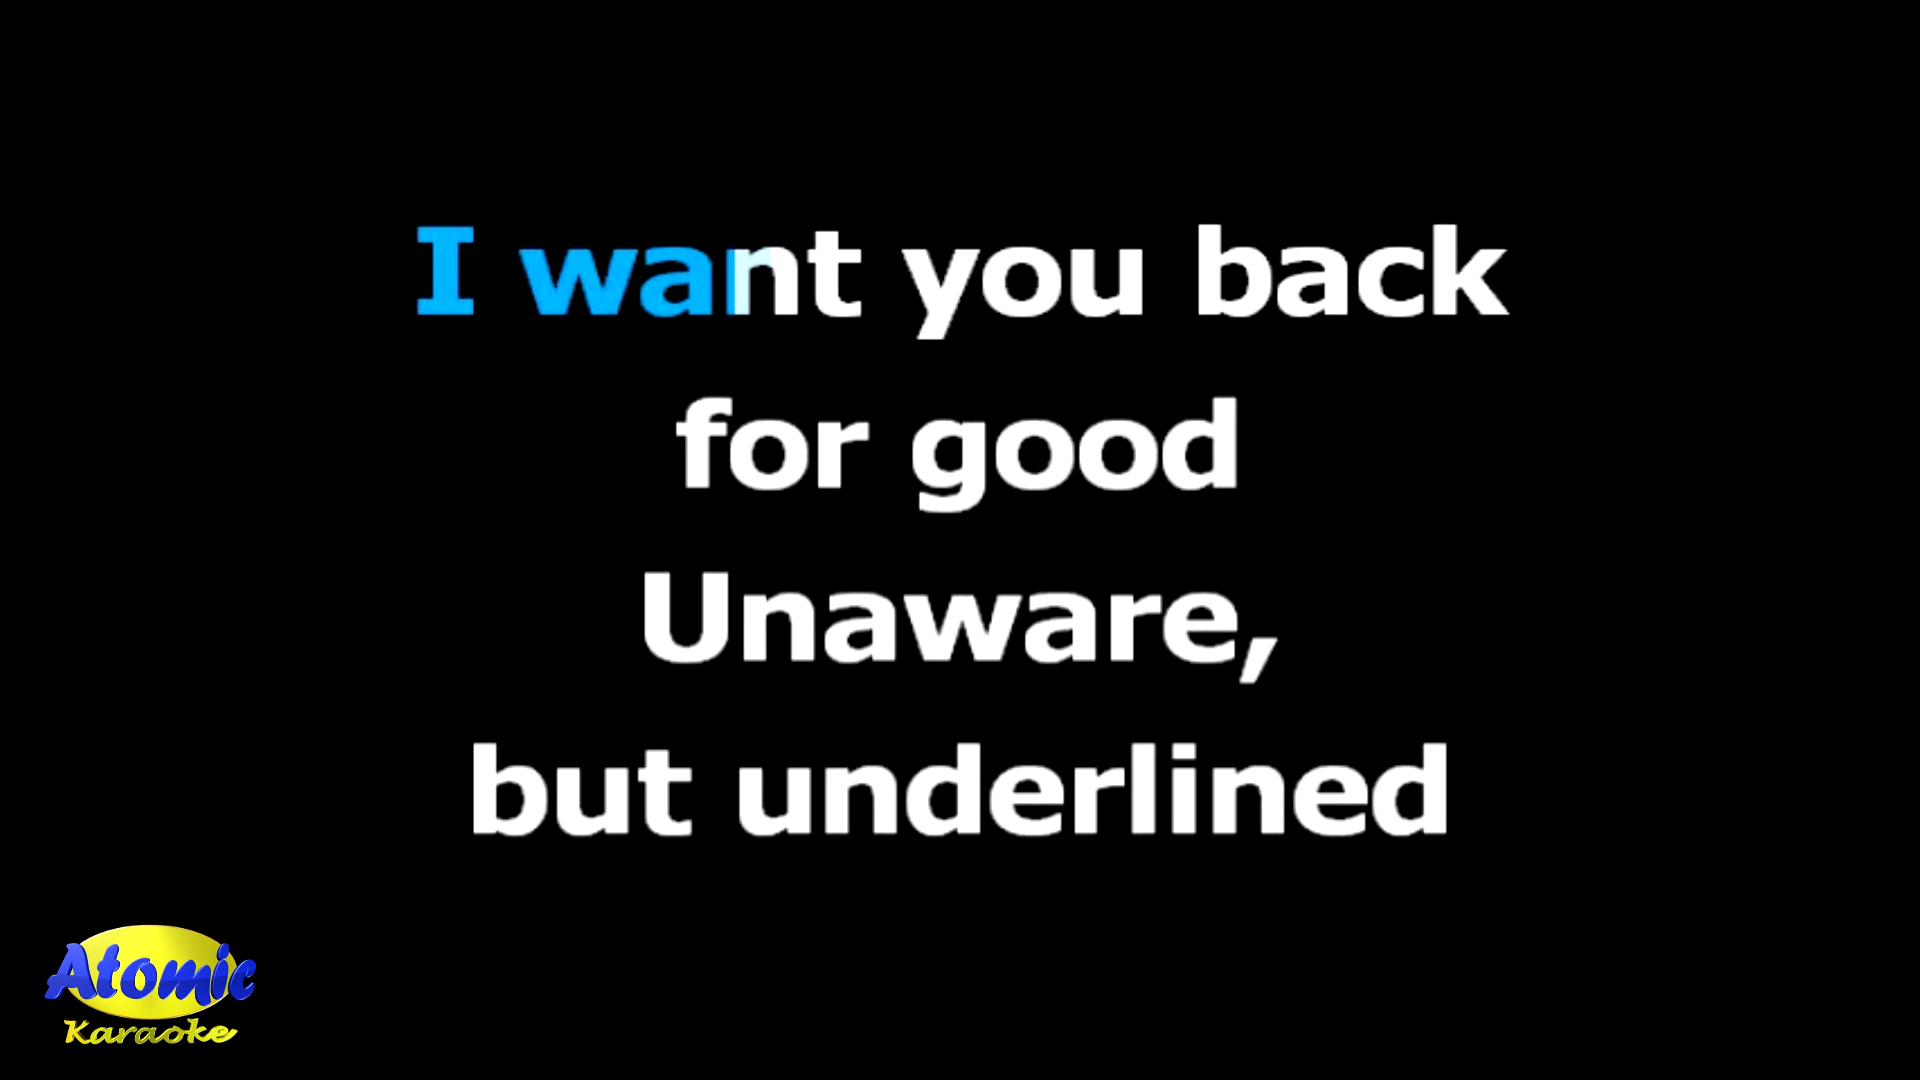 I want you back
for good
Unaware,
but underlined
Atomic
Karaoke